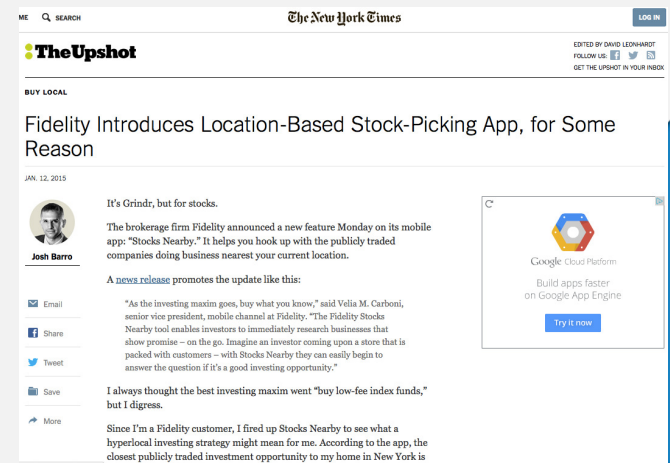 ME SEARCH The New York Times LOG IN
TheUpshot
EDITED BY DAVID LEONHARDT
FOLLOW US:
GET THE UPSHOT IN YOUR INBOX
BUY LOCAL
Fidelity Introduces Location-Based Stock-Picking App, for Some
Reason
JAN. 12, 2015
Josh Barro
Email
Share
Tweet
Save
More
It's Grindr, but for stocks.
The brokerage firm Fidelity announced a new feature Monday on its mobile
app: “Stocks Nearby.” It helps you hook up with the publicly traded
companies doing business nearest your current location.
A news release promotes the update like this:
“As the investing maxim goes, buy what you know,” said Velia M. Carboni,
senior vice president, mobile channel at Fidelity. “The Fidelity Stocks
Nearby tool enables investors to immediately research businesses that
show promise – on the go. Imagine an investor coming upon a store that is
packed with customers – with Stocks Nearby they can easily begin to
answer the question if it's a good investing opportunity.”
I always thought the best investing maxim went “buy low-fee index funds,”
but I digress.
Since I'm a Fidelity customer, I fired up Stocks Nearby to see what a
hyperlocal investing strategy might mean for me. According to the app, the
closest publicly traded investment opportunity to my home in New York is
Google Cloud Platform
Build apps faster
on Google App Engine
Try it now